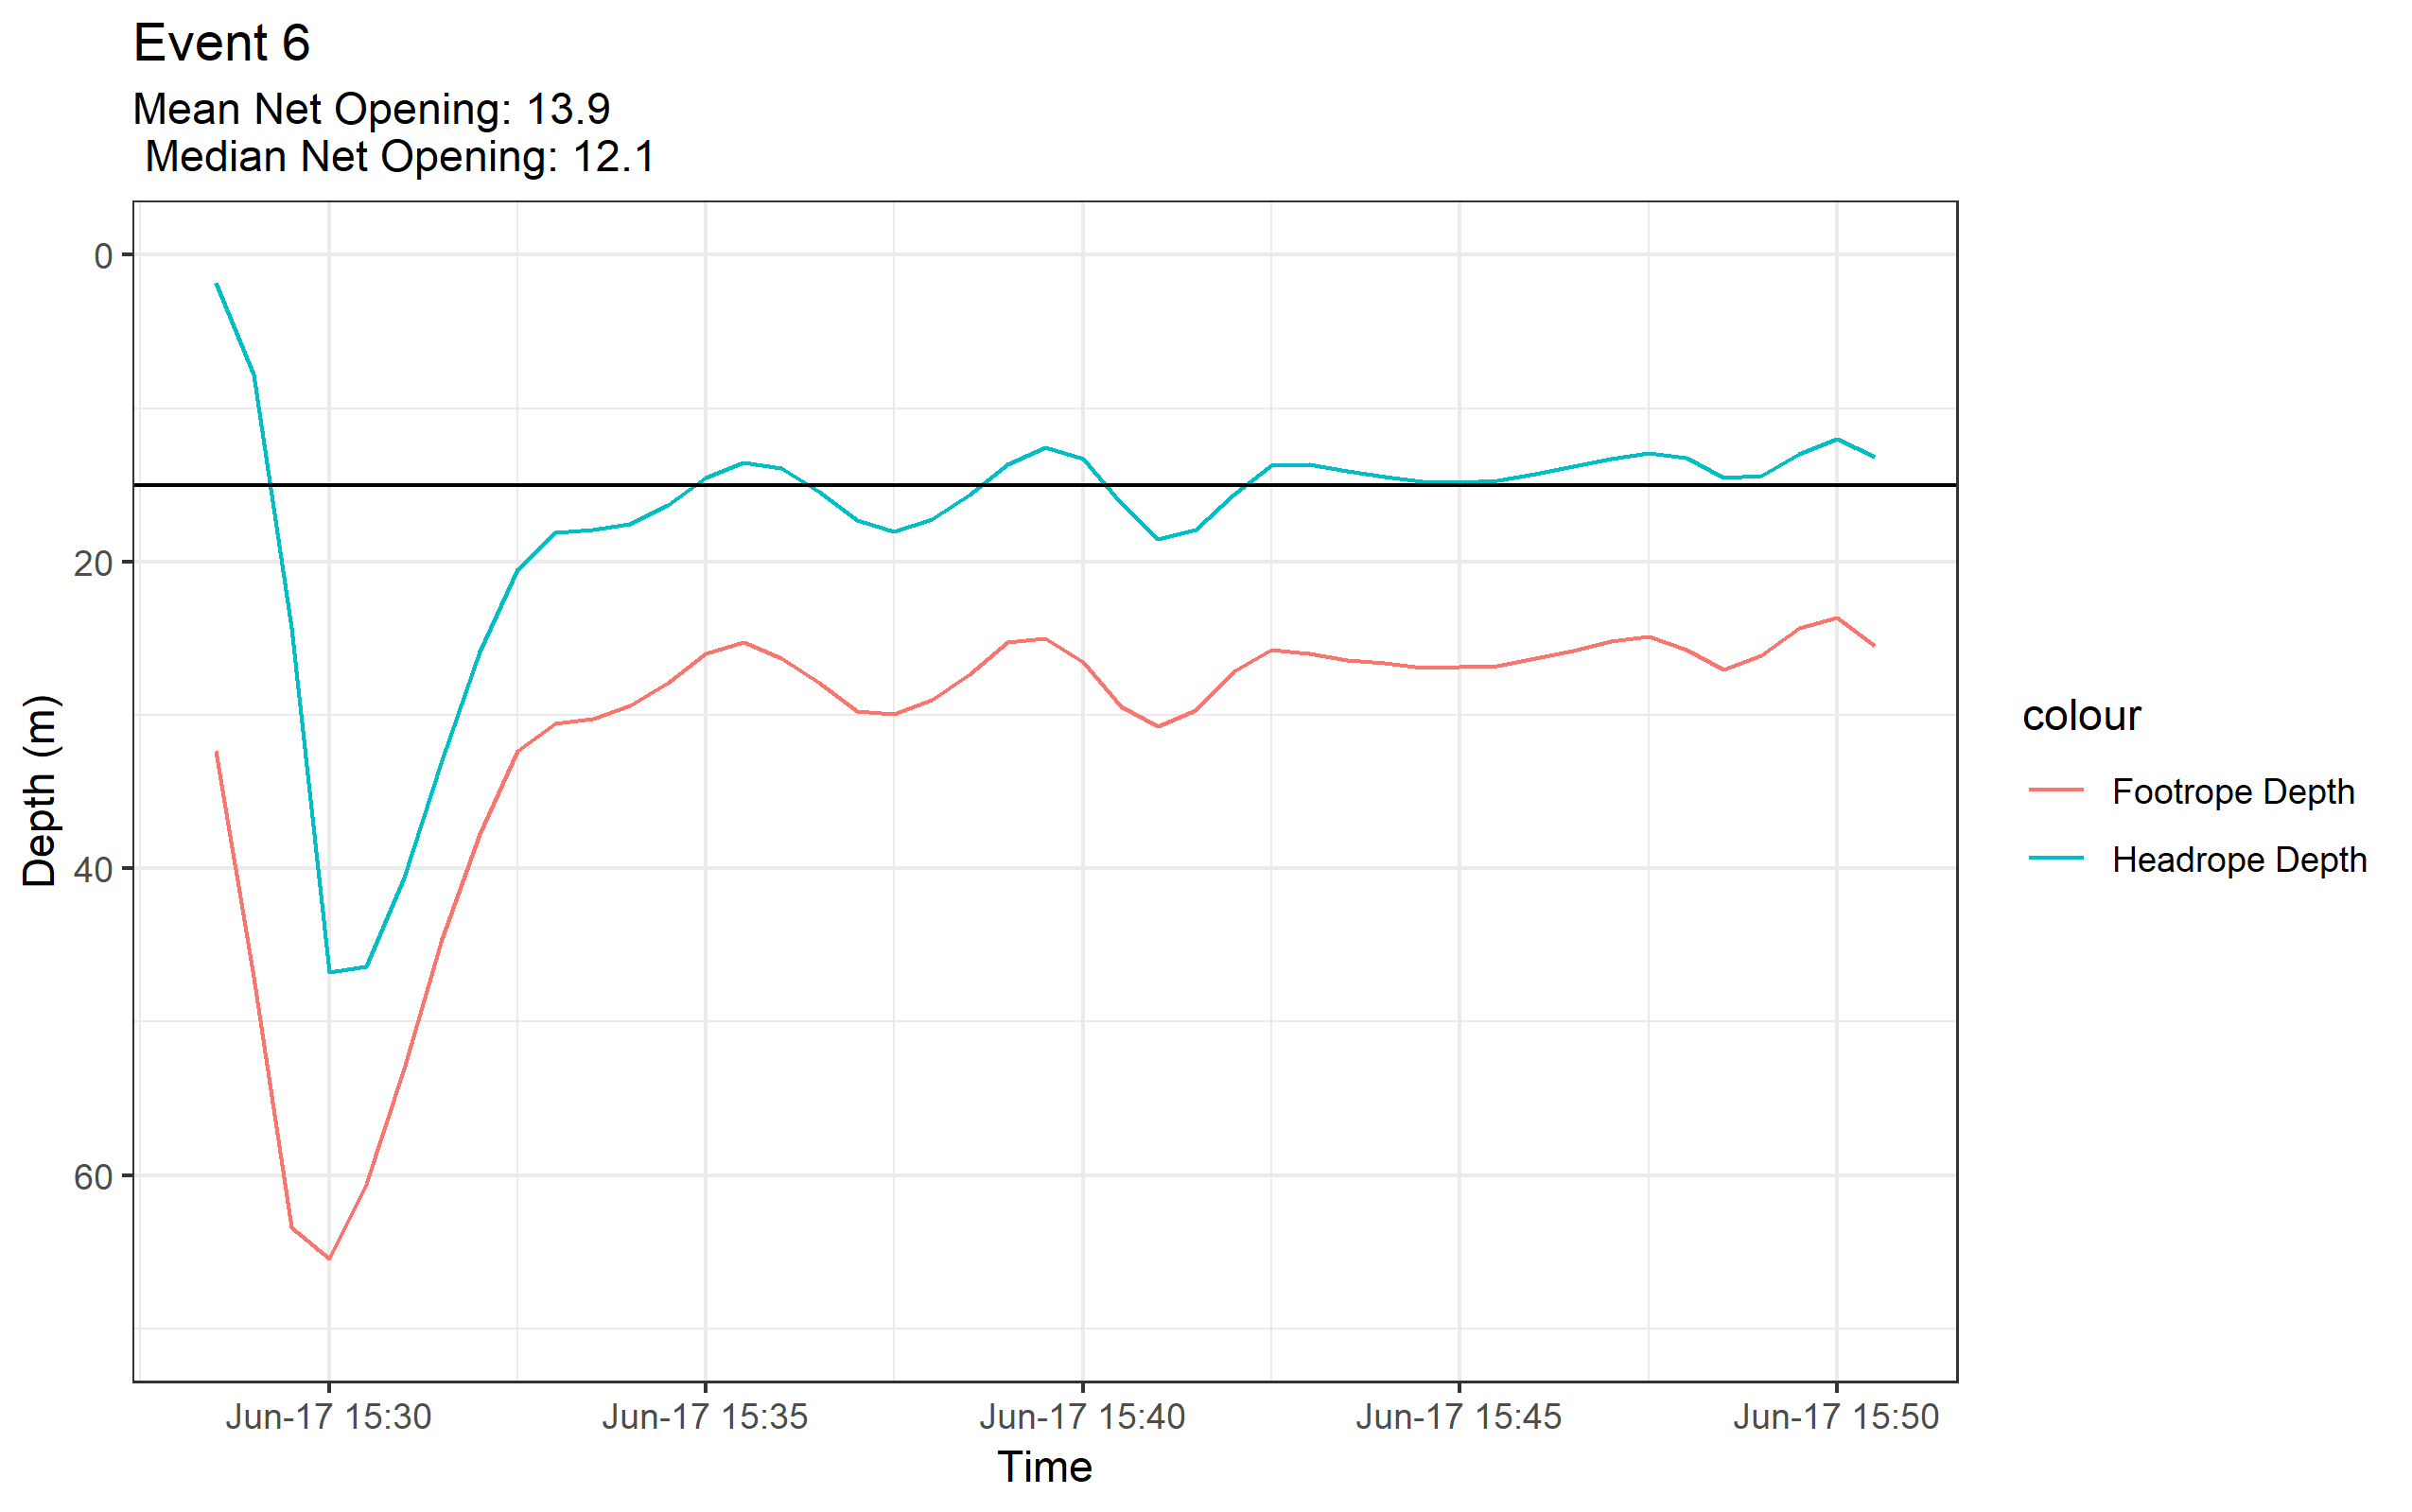 Event 6
Mean Net Opening: 13.9
Median Net Opening: 12.1
0
20
40
60
Depth (m)
Jun-17 15:30
Jun-17 15:35
Jun-17 15:40
Jun-17 15:45
Jun-17 15:50
Time
colour
Footrope Depth
Headrope Depth